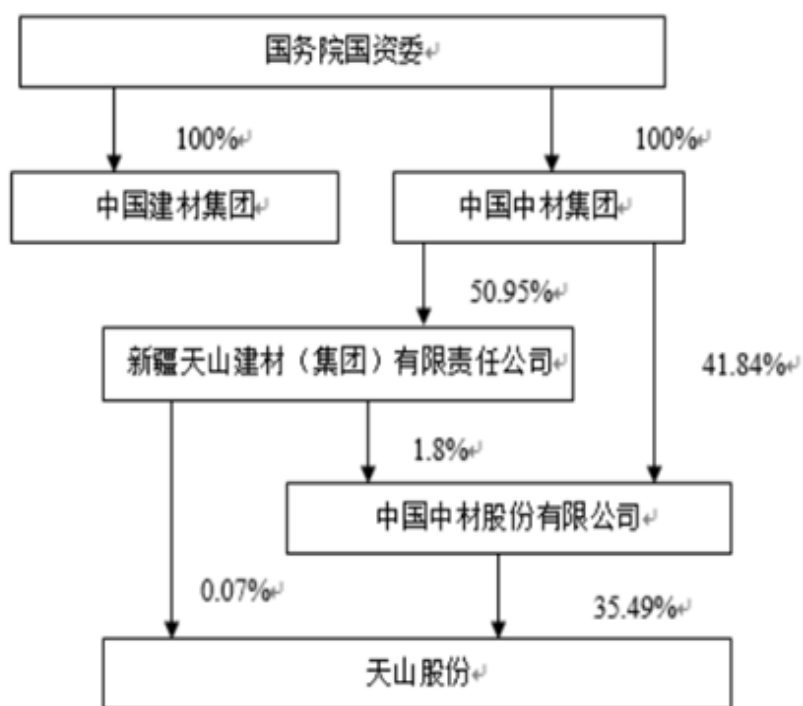 国务院国资委↵
100%↵
100%↵
中国建材集团↵
中国中材集团↵
50.95%↵
新疆天山建材（集团）有限责任公司↵
41.84%↵
1.8%↵
中国中材股份有限公司↵
0.07%↵
35.49%↵
天山股份↵